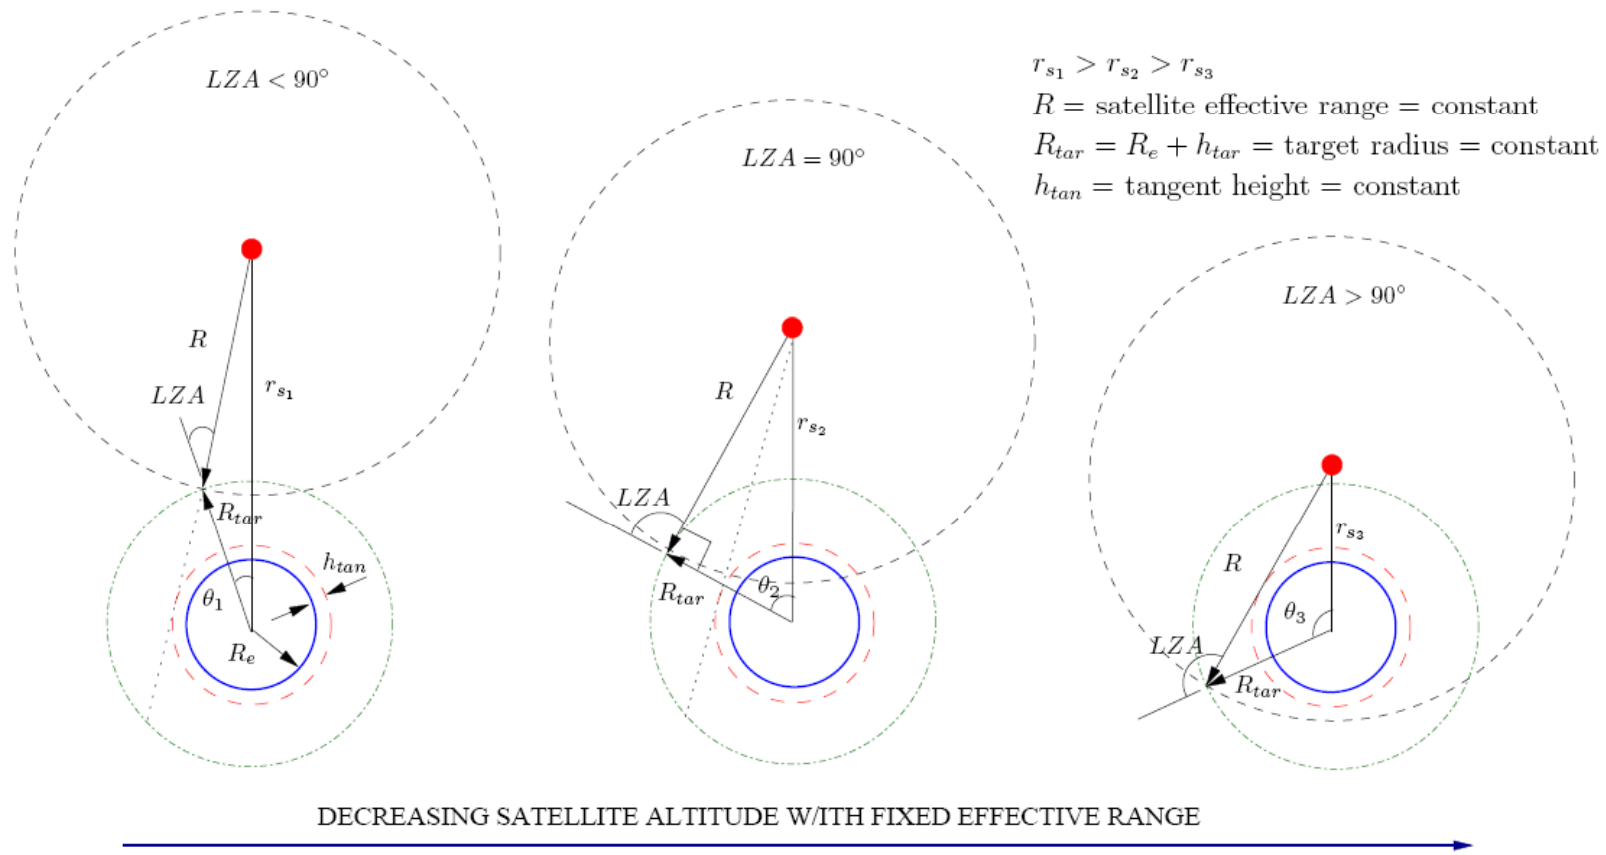 LZA < 90°
R
LZA
r_{s_1}
R_{tar}
h_{tan}
θ_1
R_e
LZA = 90°
R
r_{s_2}
LZA
R_{tar}
θ_2
r_{s_1} > r_{s_2} > r_{s_3}
R = satellite effective range = constant
R_{tar} = R_e + h_{tar} = target radius = constant
h_{tan} = tangent height = constant
LZA > 90°
r_{s_3}
R
θ_3
LZA
R_{tar}
DECREASING SATELLITE ALTITUDE W/ITH FIXED EFFECTIVE RANGE